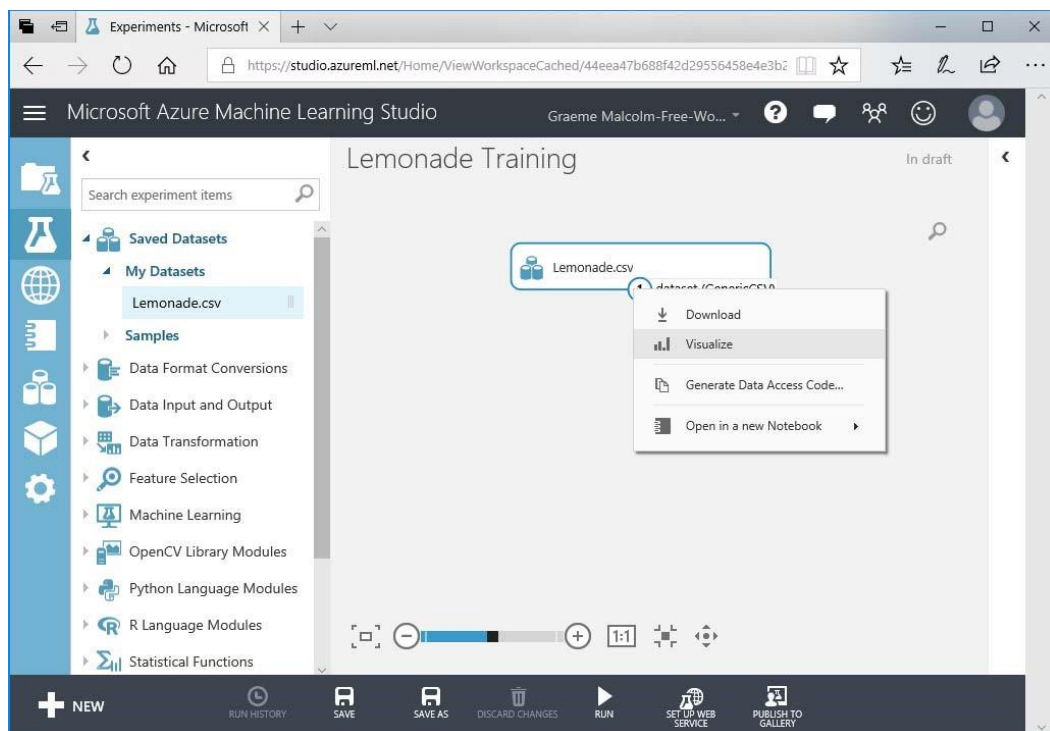 Experiments - Microsoft
https://studio.azureml.net/Home/ViewWorkspaceCached/44eea47b688f42d29556458e4e3b2
Microsoft Azure Machine Learning Studio
Graeme Malcolm-Free-Wo...
Search experiment items
Saved Datasets
My Datasets
Lemonade.csv
Samples
Data Format Conversions
Data Input and Output
Data Transformation
Feature Selection
Machine Learning
OpenCV Library Modules
Python Language Modules
R Language Modules
Statistical Functions
Lemonade Training
In draft
Lemonade.csv
1 dataset (GenericCSV)
Download
Visualize
Generate Data Access Code...
Open in a new Notebook
1:1
NEW
RUN HISTORY
SAVE
SAVE AS
DISCARD CHANGES
RUN
SET UP WEB
SERVICE
PUBLISH TO
GALLERY